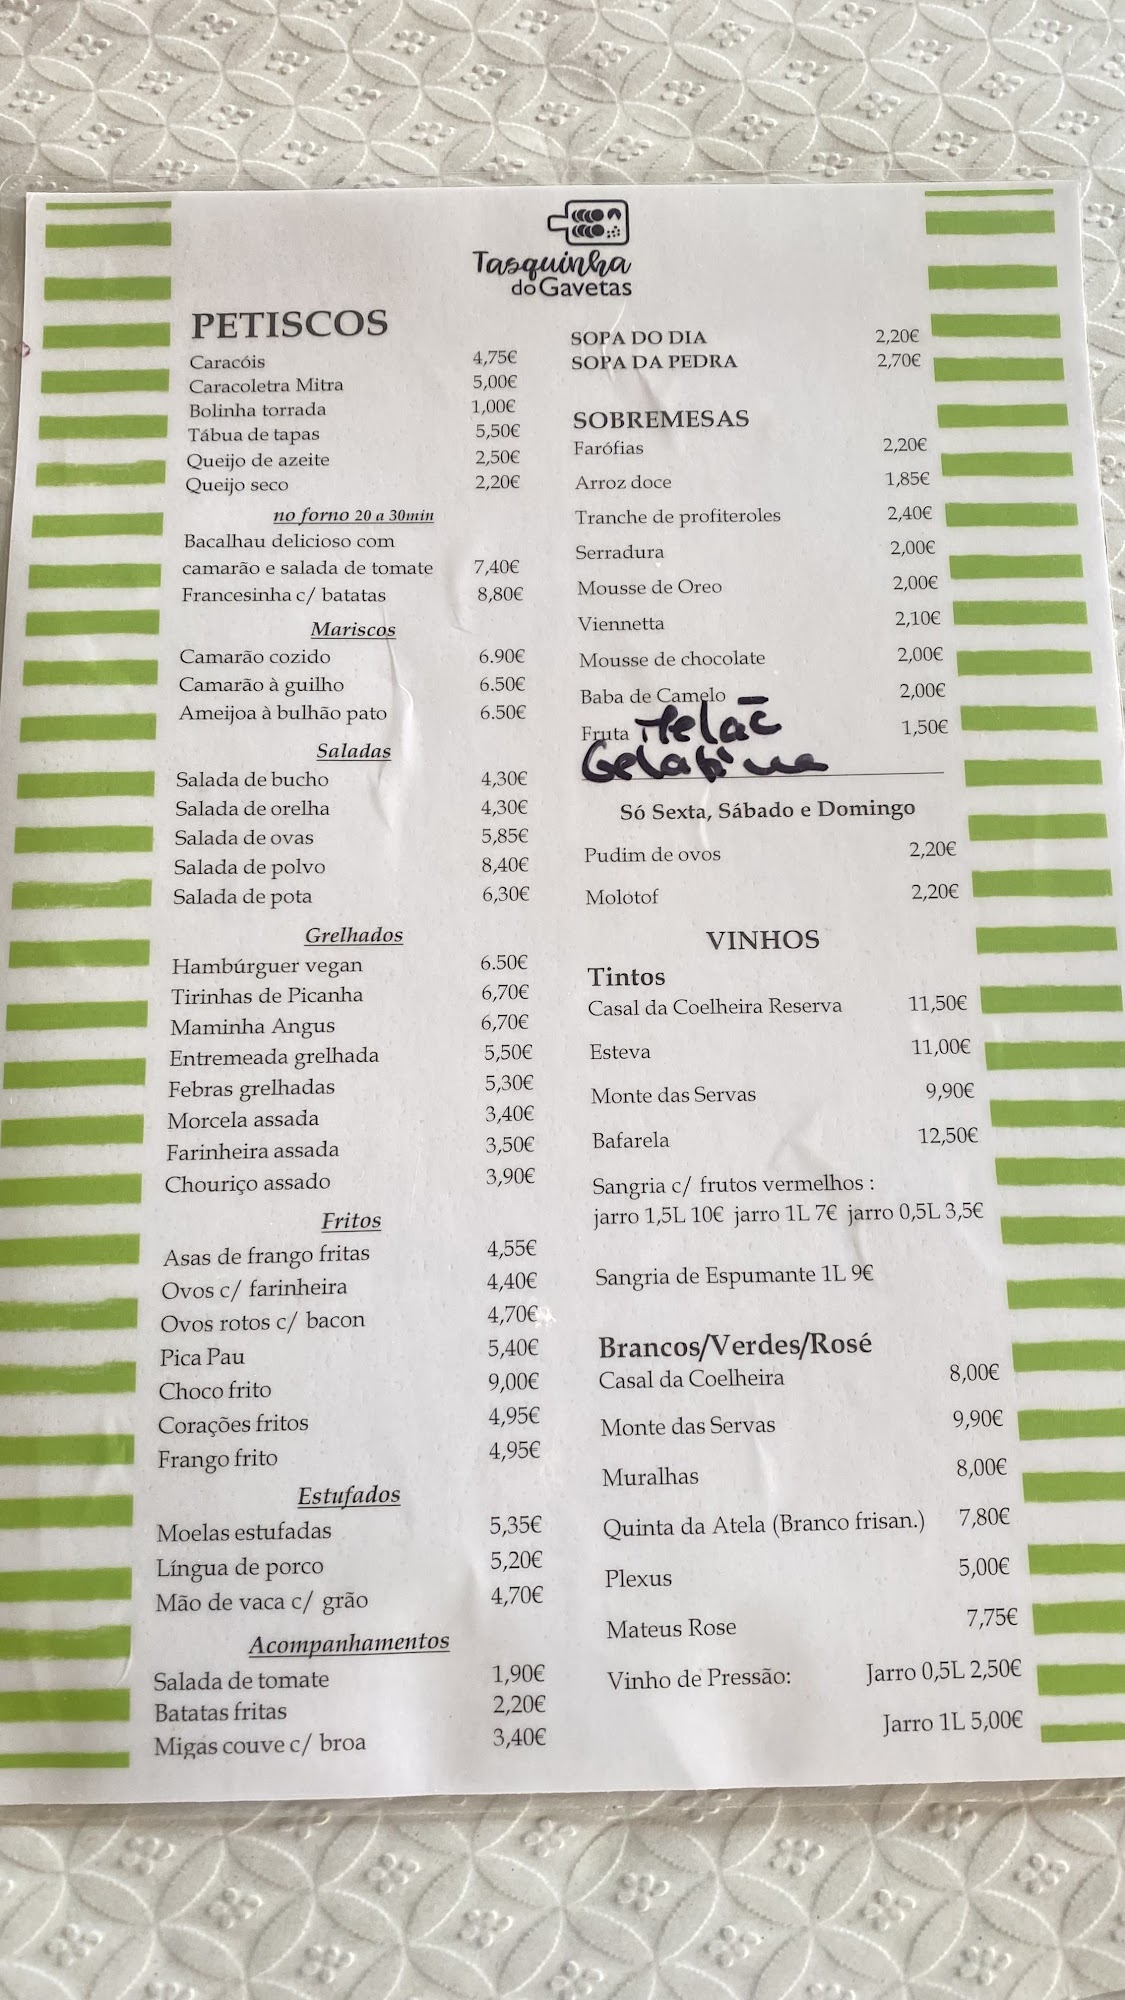 Tasquinha
do Gavetas
PETISCOS
Caracóis 4,75€
Caracoletra Mitra 5,00€
Bolinha torrada 1,00€
Tábua de tapas 5,50€
Queijo de azeite 2,50€
Queijo seco 2,20€
no forno 20 a 30min
Bacalhau delicioso com
camarão e salada de tomate 7,40€
Francesinha c/ batatas 8,80€
Mariscos
Camarão cozido 6.90€
Camarão à guilho 6.50€
Ameijoa à bulhão pato 6.50€
Saladas
Salada de bucho 4,30€
Salada de orelha 4,30€
Salada de ovas 5,85€
Salada de polvo 8,40€
Salada de pota 6,30€
Grelhados
Hambúrguer vegan 6.50€
Tirinhas de Picanha 6,70€
Maminha Angus 6,70€
Entremeada grelhada 5,50€
Febras grelhadas 5,30€
Morcela assada 3,40€
Farinheira assada 3,50€
Chouriço assado 3,90€
Fritos
Asas de frango fritas 4,55€
Ovos c/ farinheira 4,40€
Ovos rotos c/ bacon 4,70€
Pica Pau 5,40€
Choco frito 9,00€
Corações fritos 4,95€
Frango frito 4,95€
Estufados
Moelas estufadas 5,35€
Língua de porco 5,20€
Mão de vaca c/ grão 4,70€
Acompanhamentos
Salada de tomate 1,90€
Batatas fritas 2,20€
Migas couve c/ broa 3,40€
SOPA DO DIA 2,20€
SOPA DA PEDRA 2,70€
SOBREMESAS
Farófias 2,20€
Arroz doce 1,85€
Tranche de profiteroles 2,40€
Serradura 2,00€
Mousse de Oreo 2,00€
Viennetta 2,10€
Mousse de chocolate 2,00€
Baba de Camelo 2,00€
Fruta Melão 1,50€
Gelatina
Só Sexta, Sábado e Domingo
Pudim de ovos 2,20€
Molotof 2,20€
VINHOS
Tintos
Casal da Coelheira Reserva 11,50€
Esteva 11,00€
Monte das Servas 9,90€
Bafarela 12,50€
Sangria c/ frutos vermelhos :
jarro 1,5L 10€ jarro 1L 7€ jarro 0,5L 3,5€
Sangria de Espumante 1L 9€
Brancos/Verdes/Rosé
Casal da Coelheira 8,00€
Monte das Servas 9,90€
Muralhas 8,00€
Quinta da Atela (Branco frisan.) 7,80€
Plexus 5,00€
Mateus Rose 7,75€
Vinho de Pressão: Jarro 0,5L 2,50€
Jarro 1L 5,00€